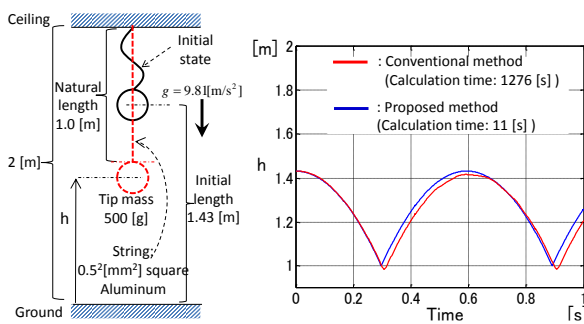 Ceiling
Initial
state
Natural
length
1.0 [m]
g = 9.81[m/s²]
2 [m]
h
Tip mass
500 [g]
Initial
length
1.43 [m]
String;
0.5²[mm²] square
Aluminum
Ground
[m]
2
1.8
1.6
h
1.4
1.2
1
: Conventional method
(Calculation time: 1276 [s] )
: Proposed method
(Calculation time: 11 [s] )
0 0.2 0.4 0.6 0.8
Time